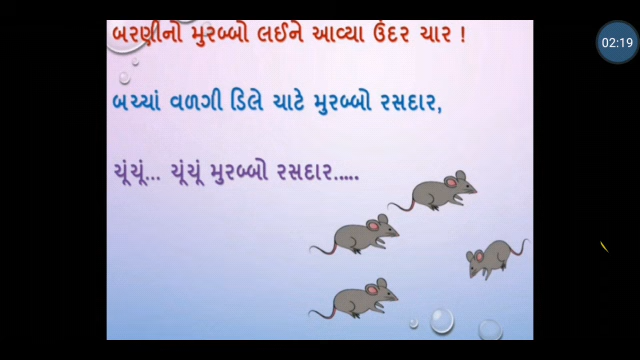 બરણીનો મુરબ્બો લઈને આવ્યા ઉંદર ચાર !
બચ્ચાં વળગી ડિલે ચાટે મુરબ્બો રસદાર,
ચૂંચૂં... ચૂંચૂં મુરબ્બો રસદાર.....
02:19